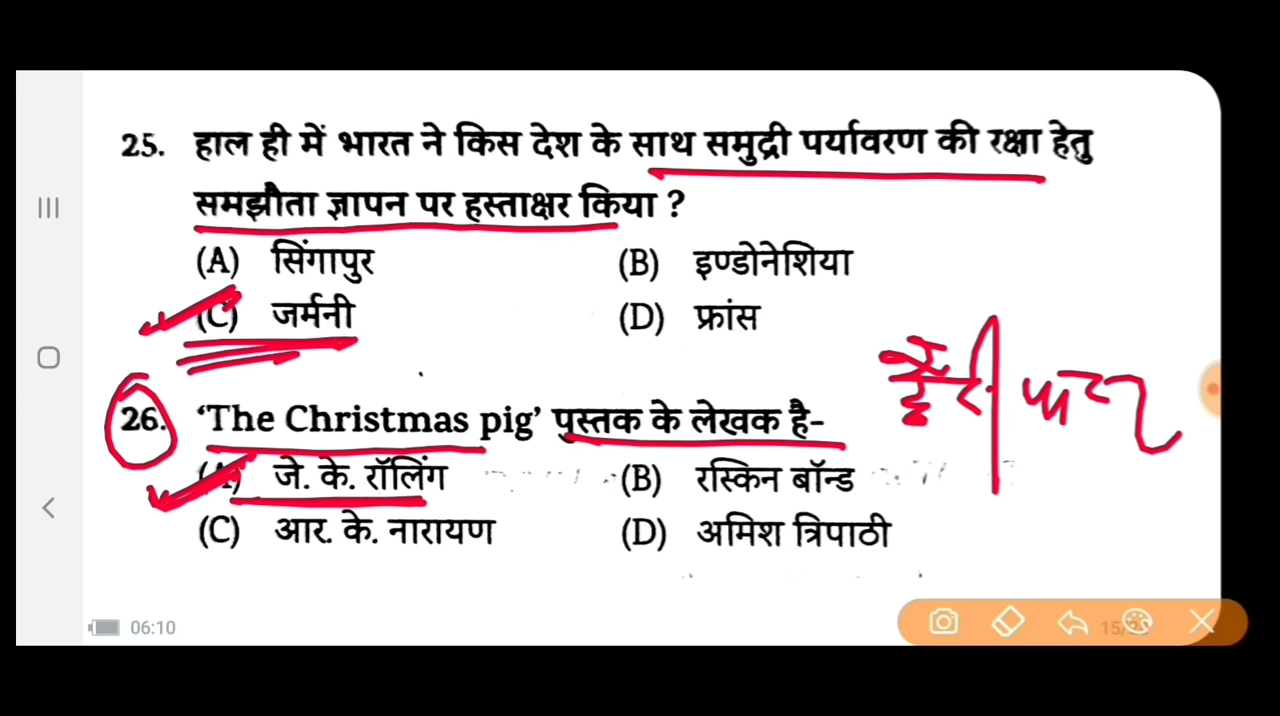 25. हाल ही में भारत ने किस देश के साथ समुद्री पर्यावरण की रक्षा हेतु
समझौता ज्ञापन पर हस्ताक्षर किया ?
(A) सिंगापुर (B) इण्डोनेशिया
(C) जर्मनी (D) फ्रांस
हैरी पाटर
26. ‘The Christmas pig’ पुस्तक के लेखक है-
(A) जे. के. रॉलिंग (B) रस्किन बॉन्ड
(C) आर. के. नारायण (D) अमिश त्रिपाठी
06:10